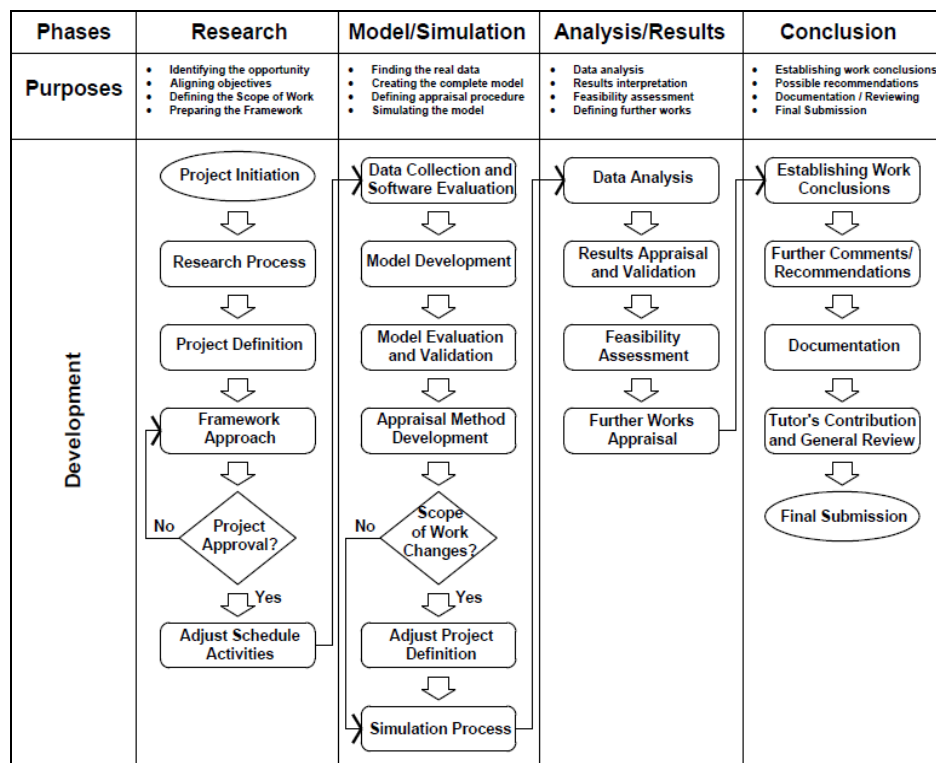 Phases
Research
Model/Simulation
Analysis/Results
Conclusion
Purposes
• Identifying the opportunity
• Aligning objectives
• Defining the Scope of Work
• Preparing the Framework
• Finding the real data
• Creating the complete model
• Defining appraisal procedure
• Simulating the model
• Data analysis
• Results interpretation
• Feasibility assessment
• Defining further works
• Establishing work conclusions
• Possible recommendations
• Documentation / Reviewing
• Final Submission
Development
Project Initiation
Research Process
Project Definition
Framework
Approach
No
Project
Approval?
Yes
Adjust Schedule
Activities
Data Collection and
Software Evaluation
Model Development
Model Evaluation
and Validation
Appraisal Method
Development
No
Scope
of Work
Changes?
Yes
Adjust Project
Definition
Simulation Process
Data Analysis
Results Appraisal
and Validation
Feasibility
Assessment
Further Works
Appraisal
Establishing Work
Conclusions
Further Comments/
Recommendations
Documentation
Tutor's Contribution
and General Review
Final Submission